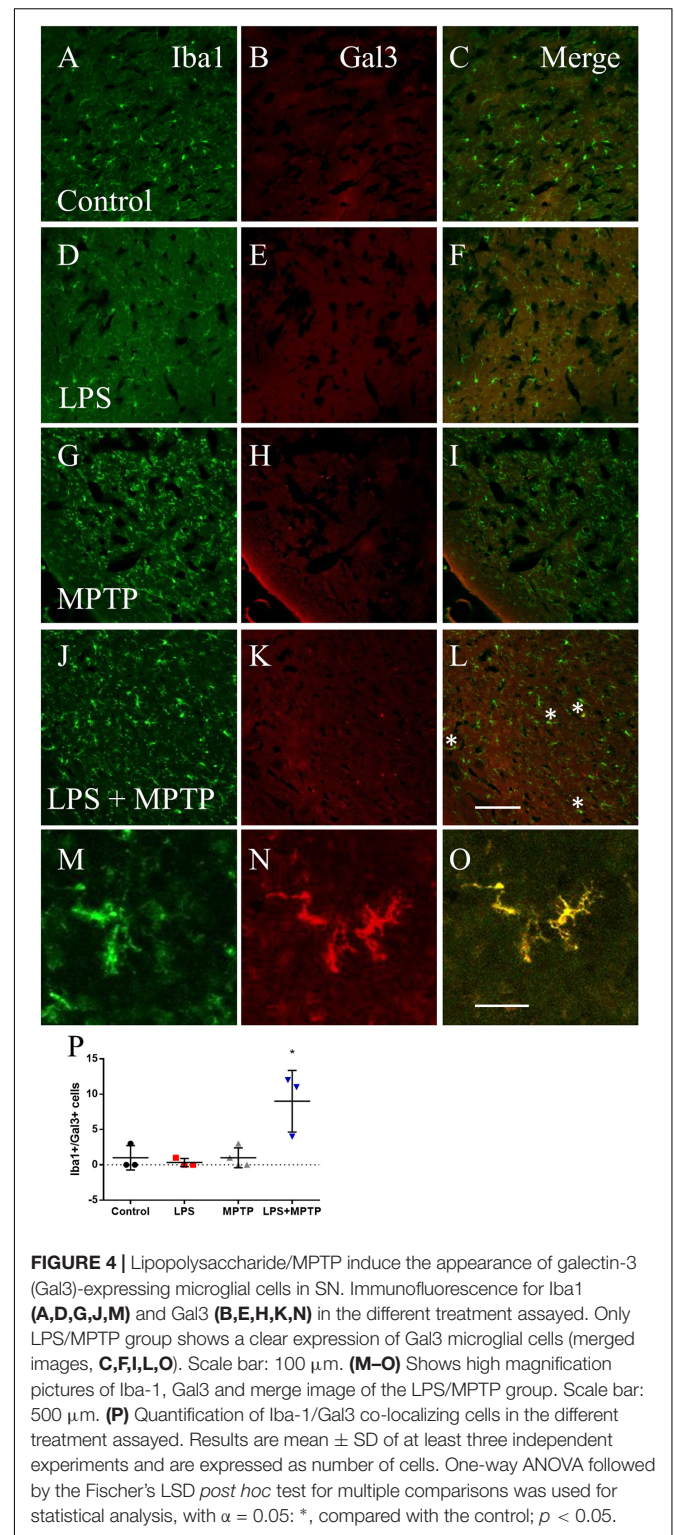 A Iba1
B Gal3
C Merge
Control
D
E
F
LPS
G
H
I
MPTP
J
K
L
* * * *
LPS + MPTP
M
N
O
P
*
15
10
5
0
-5
Iba1+/Gal3+ cells
Control LPS MPTP LPS+MPTP
FIGURE 4 | Lipopolysaccharide/MPTP induce the appearance of galectin-3
(Gal3)-expressing microglial cells in SN. Immunofluorescence for Iba1
(A,D,G,J,M) and Gal3 (B,E,H,K,N) in the different treatment assayed. Only
LPS/MPTP group shows a clear expression of Gal3 microglial cells (merged
images, C,F,I,L,O). Scale bar: 100 μm. (M–O) Shows high magnification
pictures of Iba-1, Gal3 and merge image of the LPS/MPTP group. Scale bar:
500 μm. (P) Quantification of Iba-1/Gal3 co-localizing cells in the different
treatment assayed. Results are mean ± SD of at least three independent
experiments and are expressed as number of cells. One-way ANOVA followed
by the Fischer's LSD post hoc test for multiple comparisons was used for
statistical analysis, with α = 0.05: *, compared with the control; p < 0.05.